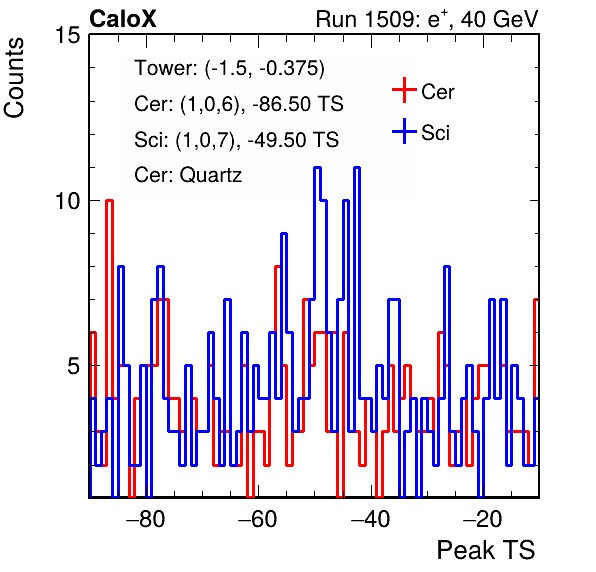 CaloX Run 1509: e⁺, 40 GeV
Counts
15
Tower: (-1.5, -0.375)
Cer: (1,0,6), -86.50 TS
Sci: (1,0,7), -49.50 TS
Cer: Quartz
Cer
Sci
10
5
−80 −60 −40 −20
Peak TS